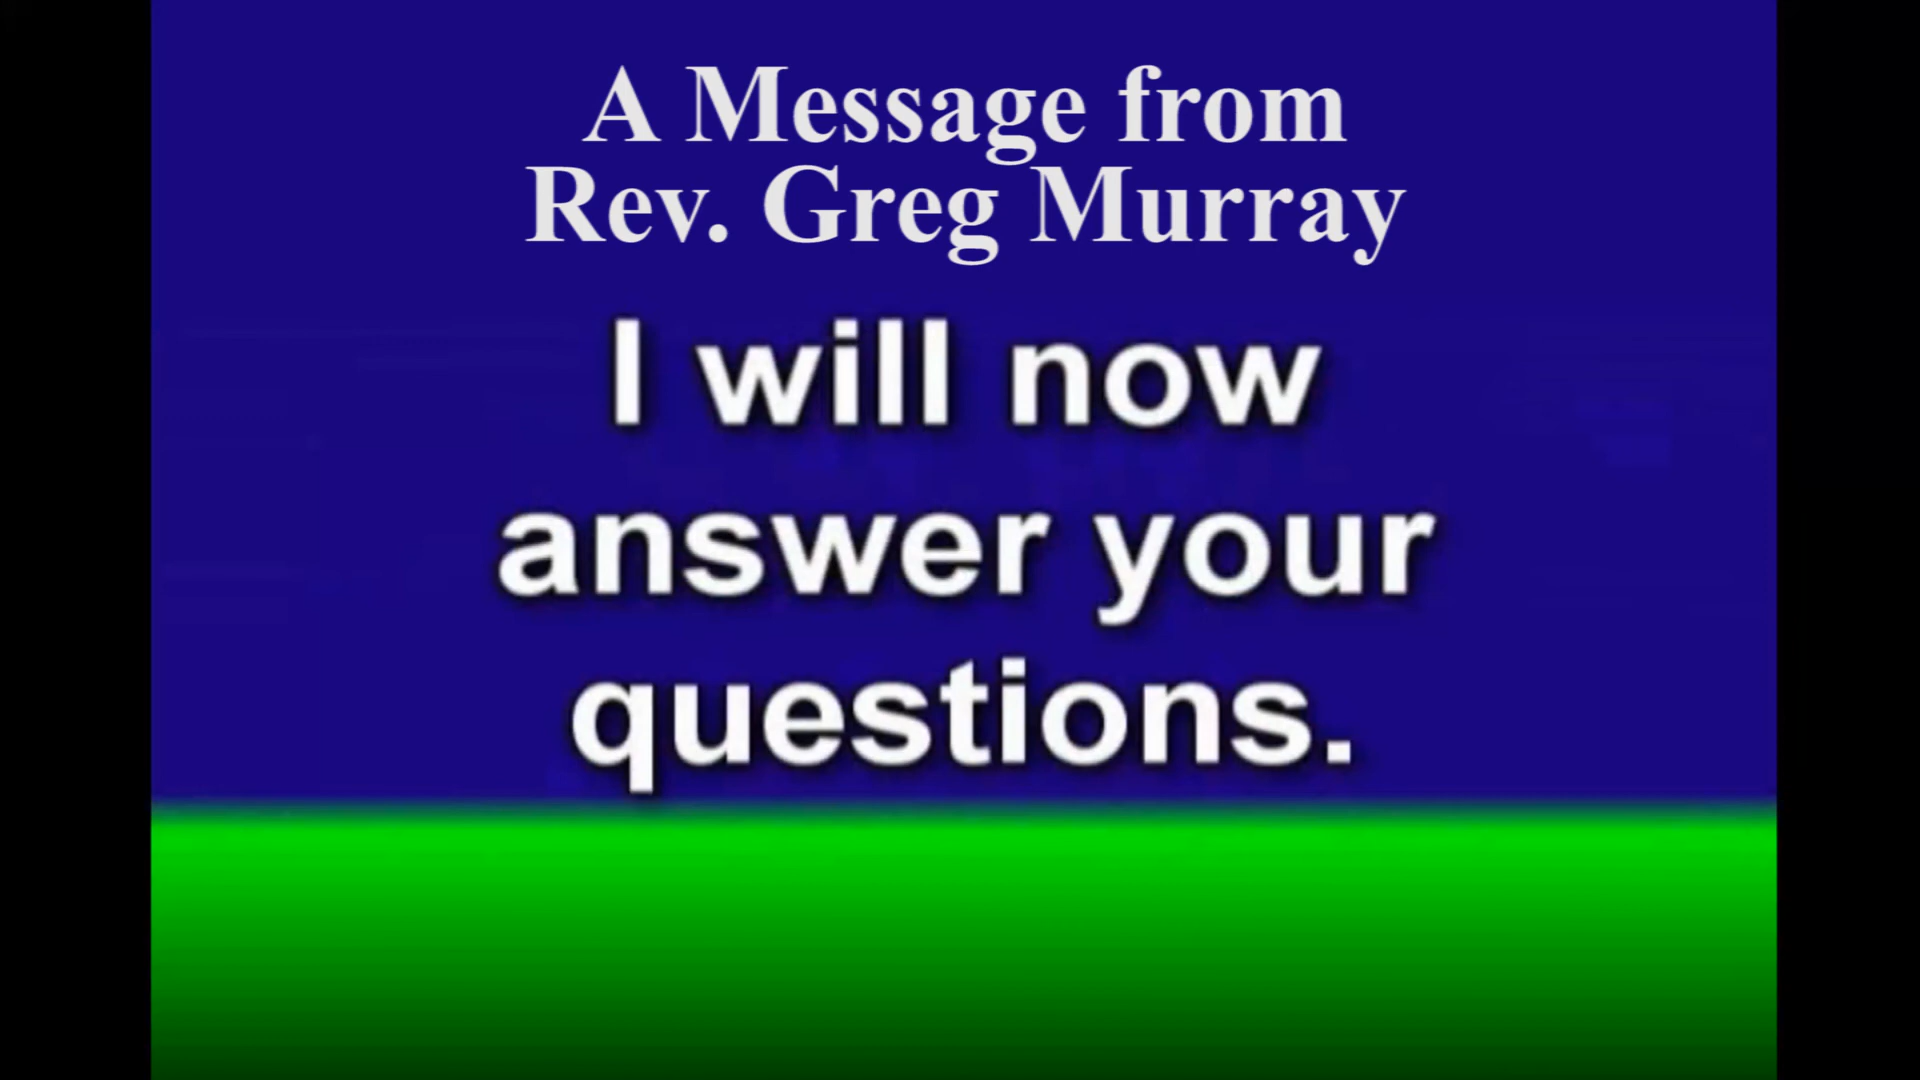 A Message from
Rev. Greg Murray
I will now
answer your
questions.